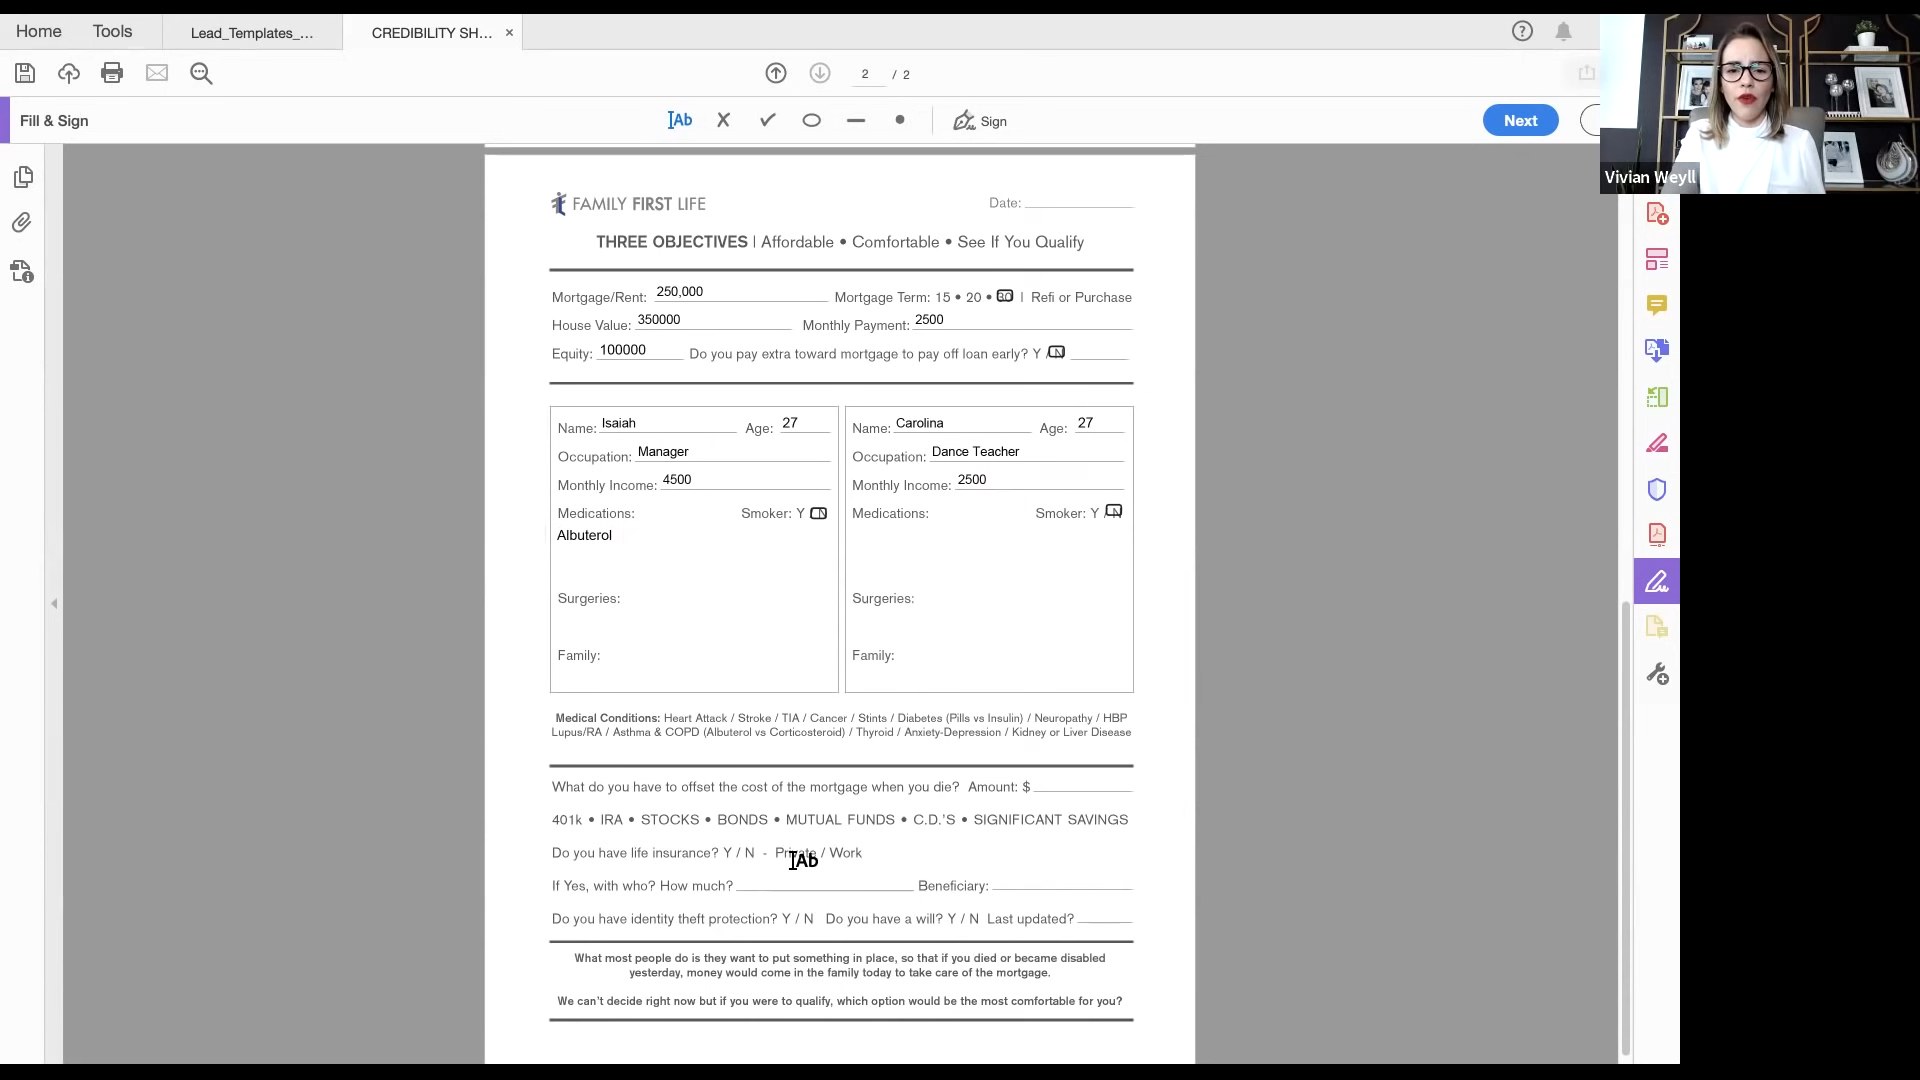 Home Tools Lead_Templates_... CREDIBILITY SH... ×
2 / 2
Fill & Sign Ab Sign Next
Vivian Weyll
FAMILY FIRST LIFE Date:
THREE OBJECTIVES | Affordable • Comfortable • See If You Qualify
Mortgage/Rent: 250,000 Mortgage Term: 15 • 20 • 30 | Refi or Purchase
House Value: 350000 Monthly Payment: 2500
Equity: 100000 Do you pay extra toward mortgage to pay off loan early? Y / N
Name: Isaiah Age: 27 Name: Carolina Age: 27
Occupation: Manager Occupation: Dance Teacher
Monthly Income: 4500 Monthly Income: 2500
Medications: Smoker: Y / N Medications: Smoker: Y / N
Albuterol
Surgeries: Surgeries:
Family: Family:
Medical Conditions: Heart Attack / Stroke / TIA / Cancer / Stints / Diabetes (Pills vs Insulin) / Neuropathy / HBP
Lupus/RA / Asthma & COPD (Albuterol vs Corticosteroid) / Thyroid / Anxiety-Depression / Kidney or Liver Disease
What do you have to offset the cost of the mortgage when you die? Amount: $
401k • IRA • STOCKS • BONDS • MUTUAL FUNDS • C.D.'S • SIGNIFICANT SAVINGS
Do you have life insurance? Y / N - Private / Work
Ab
If Yes, with who? How much? Beneficiary:
Do you have identity theft protection? Y / N Do you have a will? Y / N Last updated?
What most people do is they want to put something in place, so that if you died or became disabled
yesterday, money would come in the family today to take care of the mortgage.
We can't decide right now but if you were to qualify, which option would be the most comfortable for you?